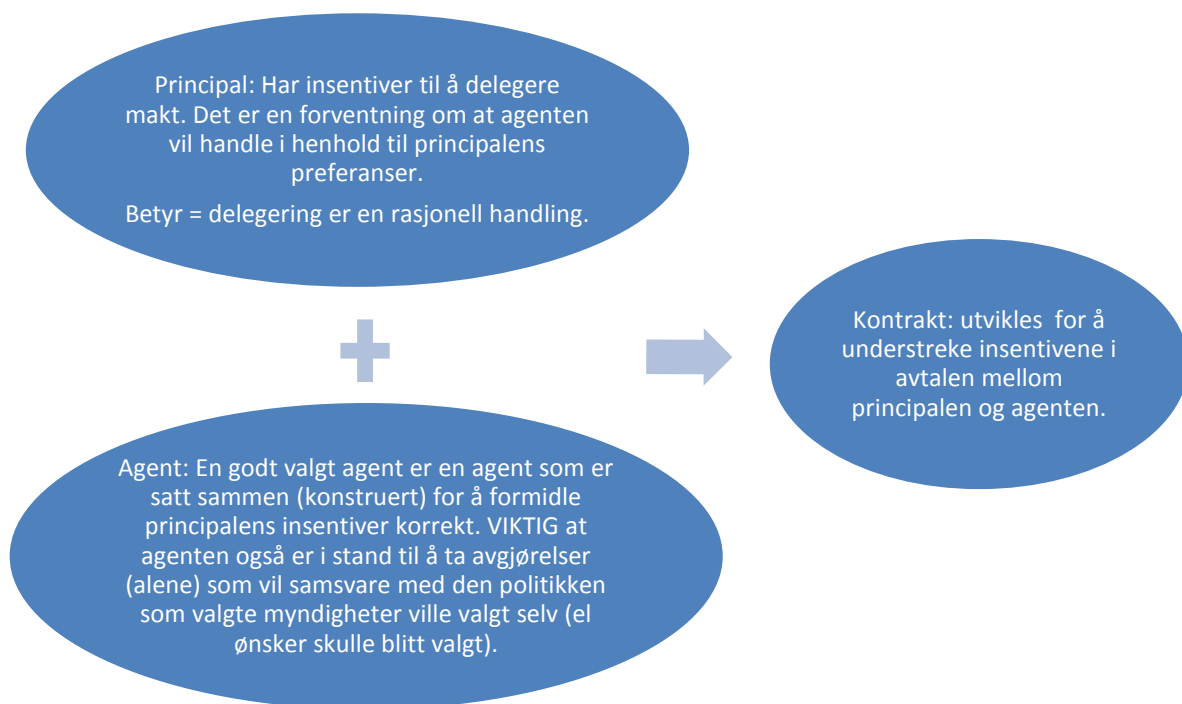 Principal: Har insentiver til å delegere
makt. Det er en forventning om at agenten
vil handle i henhold til principalens
preferanser.
Betyr = delegering er en rasjonell handling.
Kontrakt: utvikles  for å
understreke insentivene i
avtalen mellom
principalen og agenten.
Agent: En godt valgt agent er en agent som er
satt sammen (konstruert) for å formidle
principalens insentiver korrekt. VIKTIG at
agenten også er i stand til å ta avgjørelser
(alene) som vil samsvare med den politikken
som valgte myndigheter ville valgt selv (el
ønsker skulle blitt valgt).